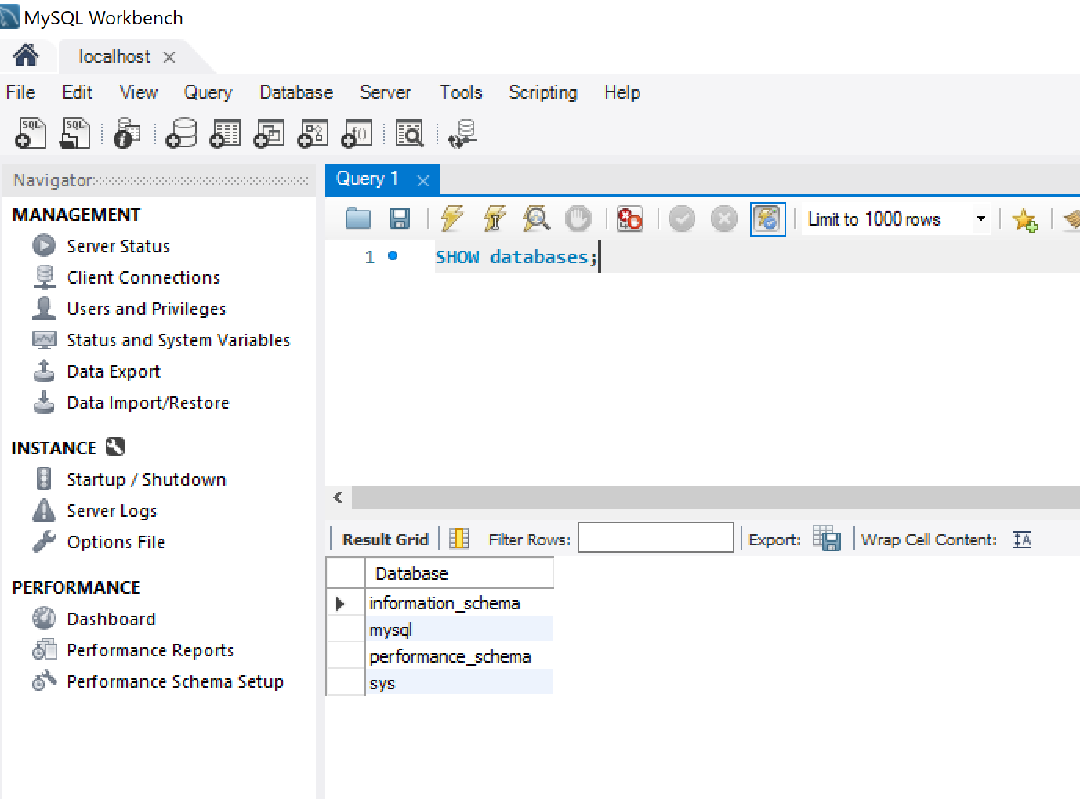 MySQL Workbench
localhost
File Edit View Query Database Server Tools Scripting Help
SQL SQL i f()
Navigator
Query 1
MANAGEMENT
Server Status
Client Connections
Users and Privileges
Status and System Variables
Data Export
Data Import/Restore
INSTANCE
Startup / Shutdown
Server Logs
Options File
PERFORMANCE
Dashboard
Performance Reports
Performance Schema Setup
Limit to 1000 rows
1 SHOW databases;
Result Grid Filter Rows: Export: Wrap Cell Content: IA
Database
information_schema
mysql
performance_schema
sys